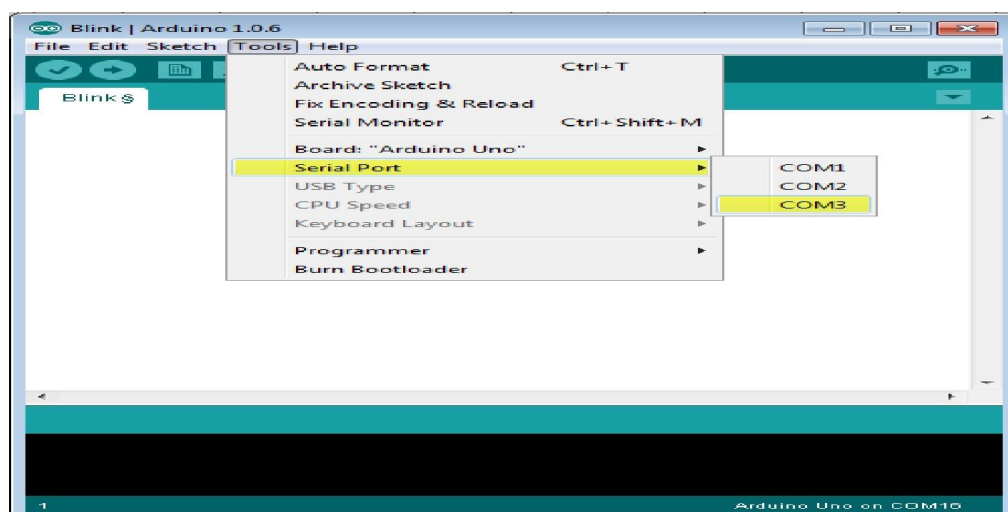 Blink | Arduino 1.0.6
File Edit Sketch Tools Help
Blink §
Auto Format Ctrl+T
Archive Sketch
Fix Encoding & Reload
Serial Monitor Ctrl+Shift+M
Board: "Arduino Uno"
Serial Port
USB Type
CPU Speed
Keyboard Layout
Programmer
Burn Bootloader
COM1
COM2
COM3
1 Arduino Uno on COM16